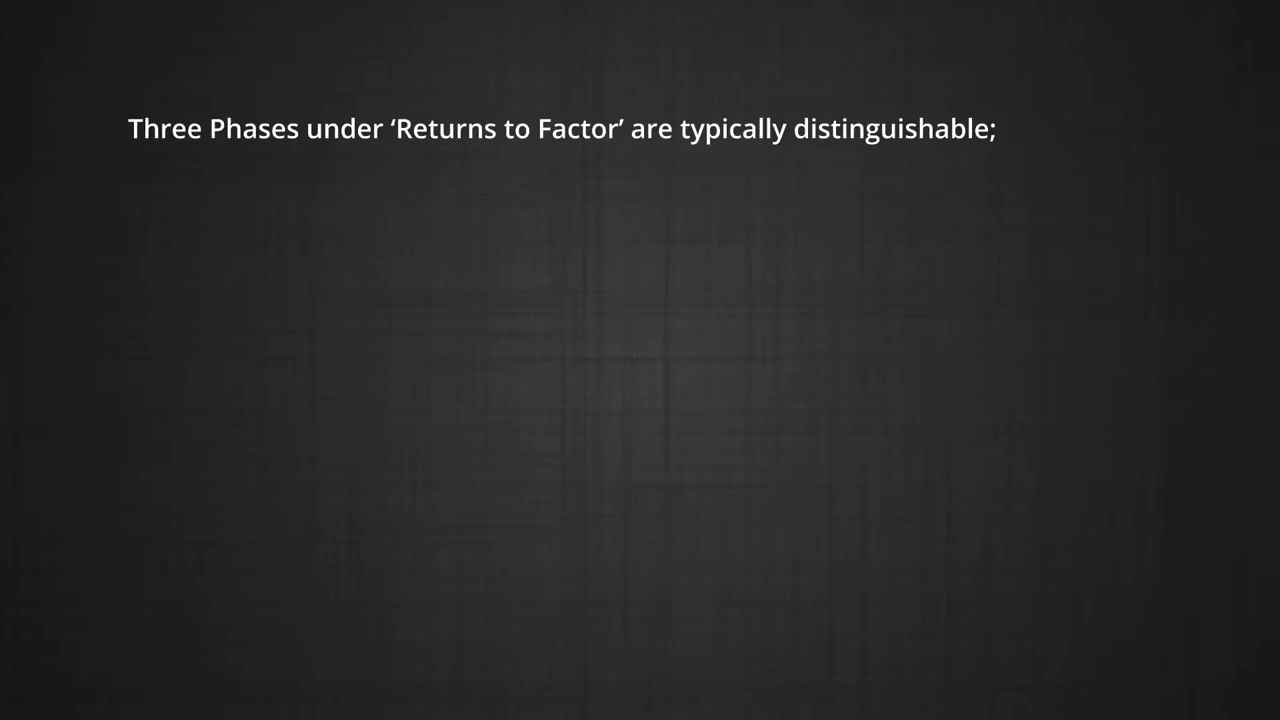 Three Phases under ‘Returns to Factor’ are typically distinguishable;